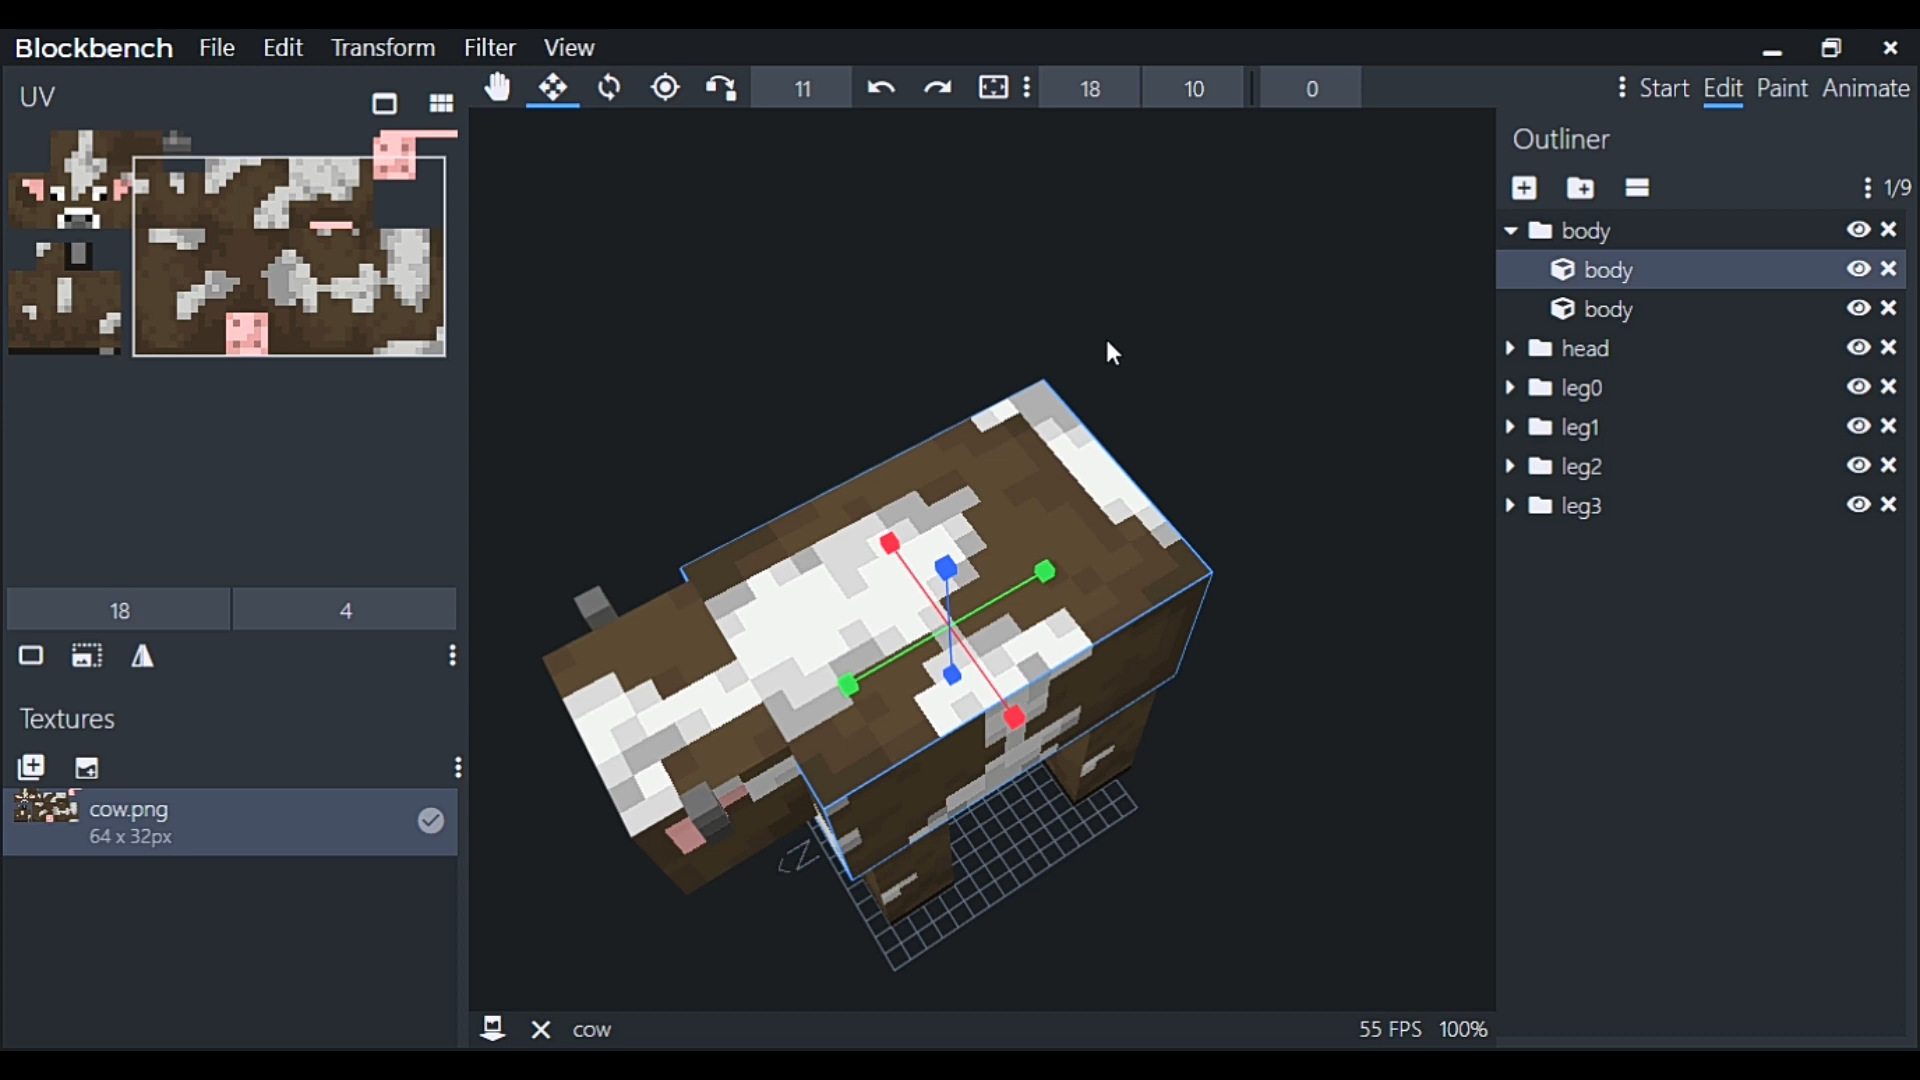 Blockbench File Edit Transform Filter View
UV
11 18 10 0
Start Edit Paint Animate
Outliner
1/9
body
body
body
head
leg0
leg1
leg2
leg3
18 4
Textures
cow.png
64 x 32px
cow
55 FPS 100%